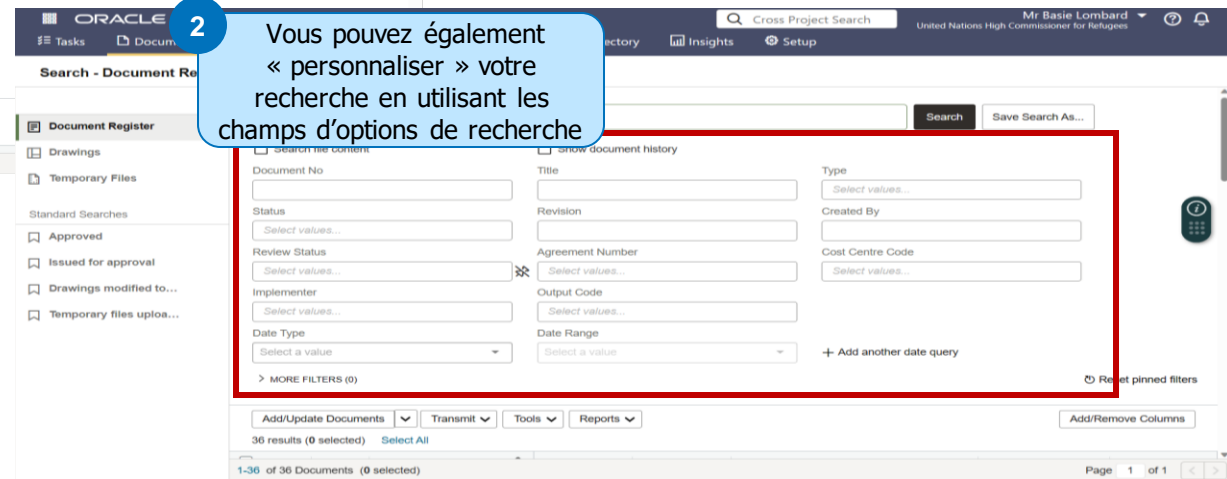 ORACLE
Cross Project Search
Mr Basie Lombard
United Nations High Commissioner for Refugees
Tasks
Insights
Setup
2
Vous pouvez également
« personnaliser » votre
recherche en utilisant les
champs d’options de recherche
Search - Document Re
Search
Save Search As...
Document Register
Drawings
Temporary Files
Standard Searches
Approved
Issued for approval
Drawings modified to...
Temporary files uploa...
Search file content
Show document history
Document No
Title
Type
Select values...
Status
Revision
Created By
Select values...
Review Status
Agreement Number
Cost Centre Code
Select values...
Select values...
Select values...
Implementer
Output Code
Select values...
Select values...
Date Type
Date Range
Select a value
Select a value
+ Add another date query
> MORE FILTERS (0)
Reset pinned filters
Add/Update Documents
Transmit
Tools
Reports
Add/Remove Columns
36 results (0 selected) Select All
1-36 of 36 Documents (0 selected)
Page 1 of 1